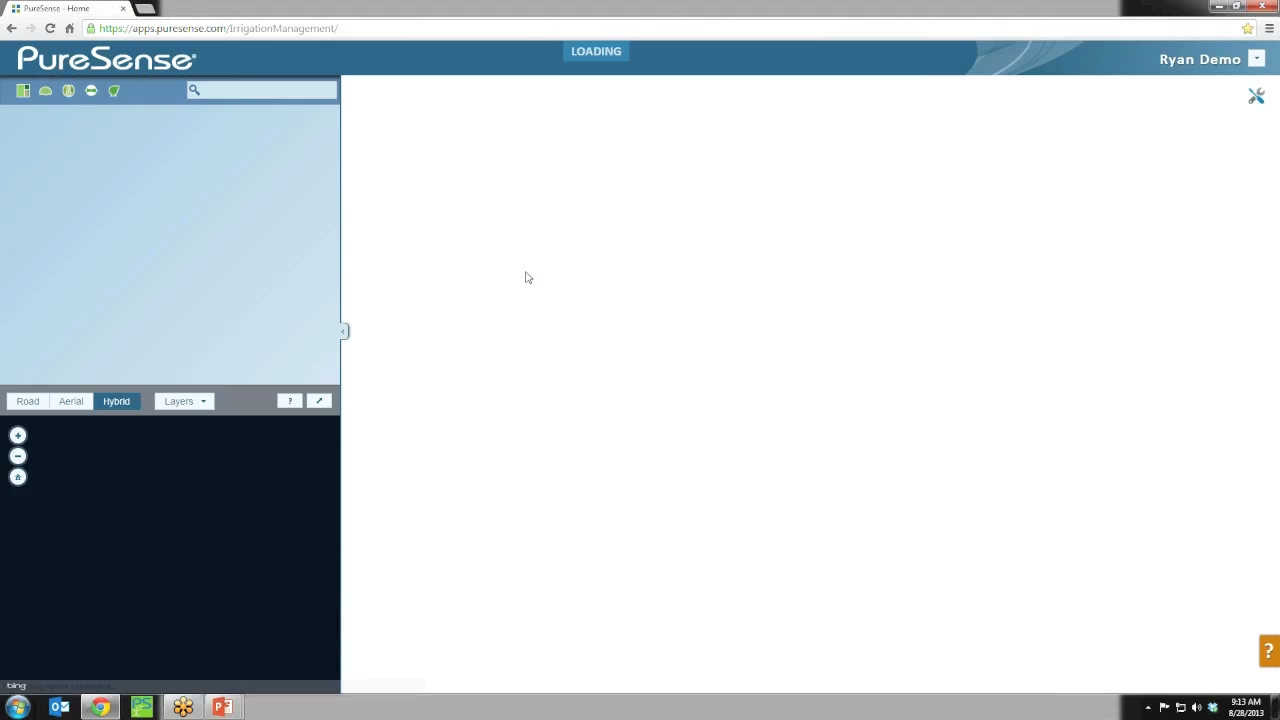 PureSense - Home
https://apps.puresense.com/IrrigationManagement/
PureSense
LOADING
Ryan Demo
Road
Aerial
Hybrid
Layers
?
+
−
bing
?
PS
9:13 AM
8/28/2013